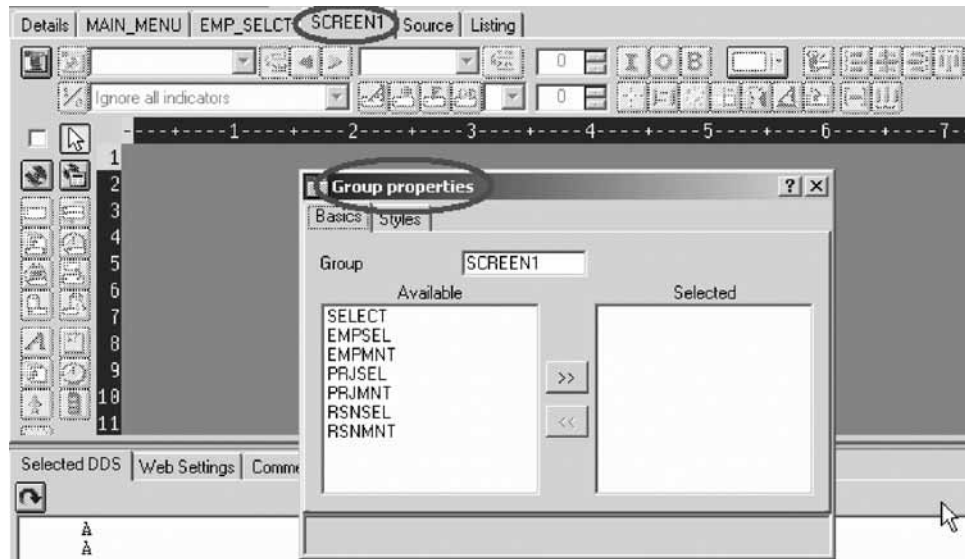 Details MAIN_MENU EMP_SELCT SCREEN1 Source Listing
0
I O B
Ignore all indicators
0
----+----1----+----2----+----3----+----4----+----5----+----6----+----7-
1
2
3
4
5
6
7
8
9
10
11
Group properties
Basics Styles
Group SCREEN1
Available Selected
SELECT
EMPSEL
EMPMNT
PRJSEL
PRJMNT
RSNSEL
RSNMNT
>>
<<
Selected DDS Web Settings Comme
A
A